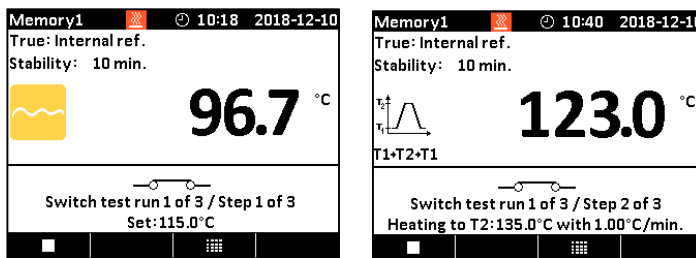 Memory1 10:18 2018-12-10
True: Internal ref.
Stability: 10 min.
96.7 °C
Switch test run 1 of 3 / Step 1 of 3
Set:115.0°C
Memory1 10:40 2018-12-10
True: Internal ref.
Stability: 10 min.
T2
T1
123.0 °C
T1+T2+T1
Switch test run 1 of 3 / Step 2 of 3
Heating to T2:135.0°C with 1.00°C/min.